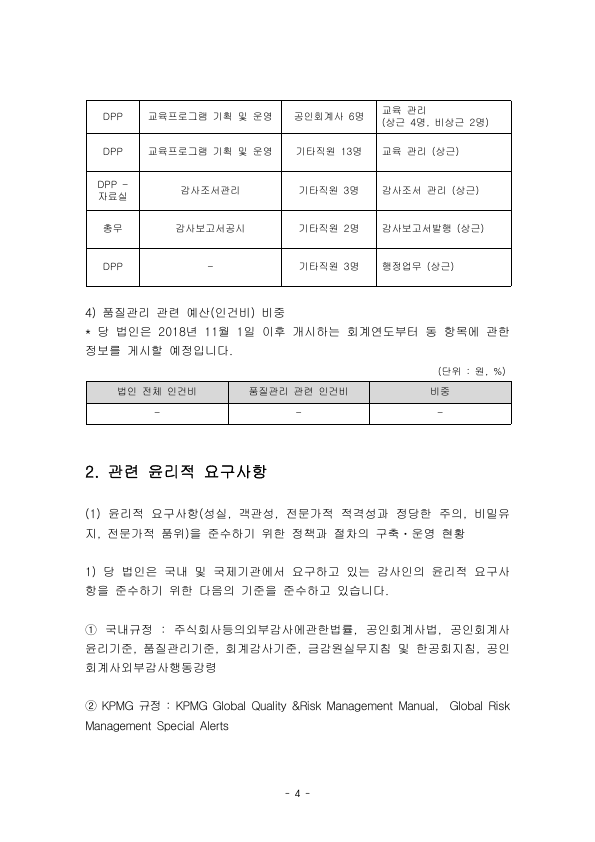 DPP 교육프로그램 기획 및 운영 공인회계사 6명 교육 관리
(상근 4명, 비상근 2명)
DPP 교육프로그램 기획 및 운영 기타직원 13명 교육 관리 (상근)
DPP -
자료실 감사조서관리 기타직원 3명 감사조서 관리 (상근)
총무 감사보고서공시 기타직원 2명 감사보고서발행 (상근)
DPP - 기타직원 3명 행정업무 (상근)
4) 품질관리 관련 예산(인건비) 비중
* 당 법인은 2018년 11월 1일 이후 개시하는 회계연도부터 동 항목에 관한
정보를 게시할 예정입니다.
(단위 : 원, %)
법인 전체 인건비 품질관리 관련 인건비 비중
- - -
2. 관련 윤리적 요구사항
(1) 윤리적 요구사항(성실, 객관성, 전문가적 적격성과 정당한 주의, 비밀유
지, 전문가적 품위)을 준수하기 위한 정책과 절차의 구축·운영 현황
1) 당 법인은 국내 및 국제기관에서 요구하고 있는 감사인의 윤리적 요구사
항을 준수하기 위한 다음의 기준을 준수하고 있습니다.
① 국내규정 : 주식회사등의외부감사에관한법률, 공인회계사법, 공인회계사
윤리기준, 품질관리기준, 회계감사기준, 금감원실무지침 및 한공회지침, 공인
회계사외부감사행동강령
② KPMG 규정 : KPMG Global Quality &Risk Management Manual, Global Risk
Management Special Alerts
- 4 -